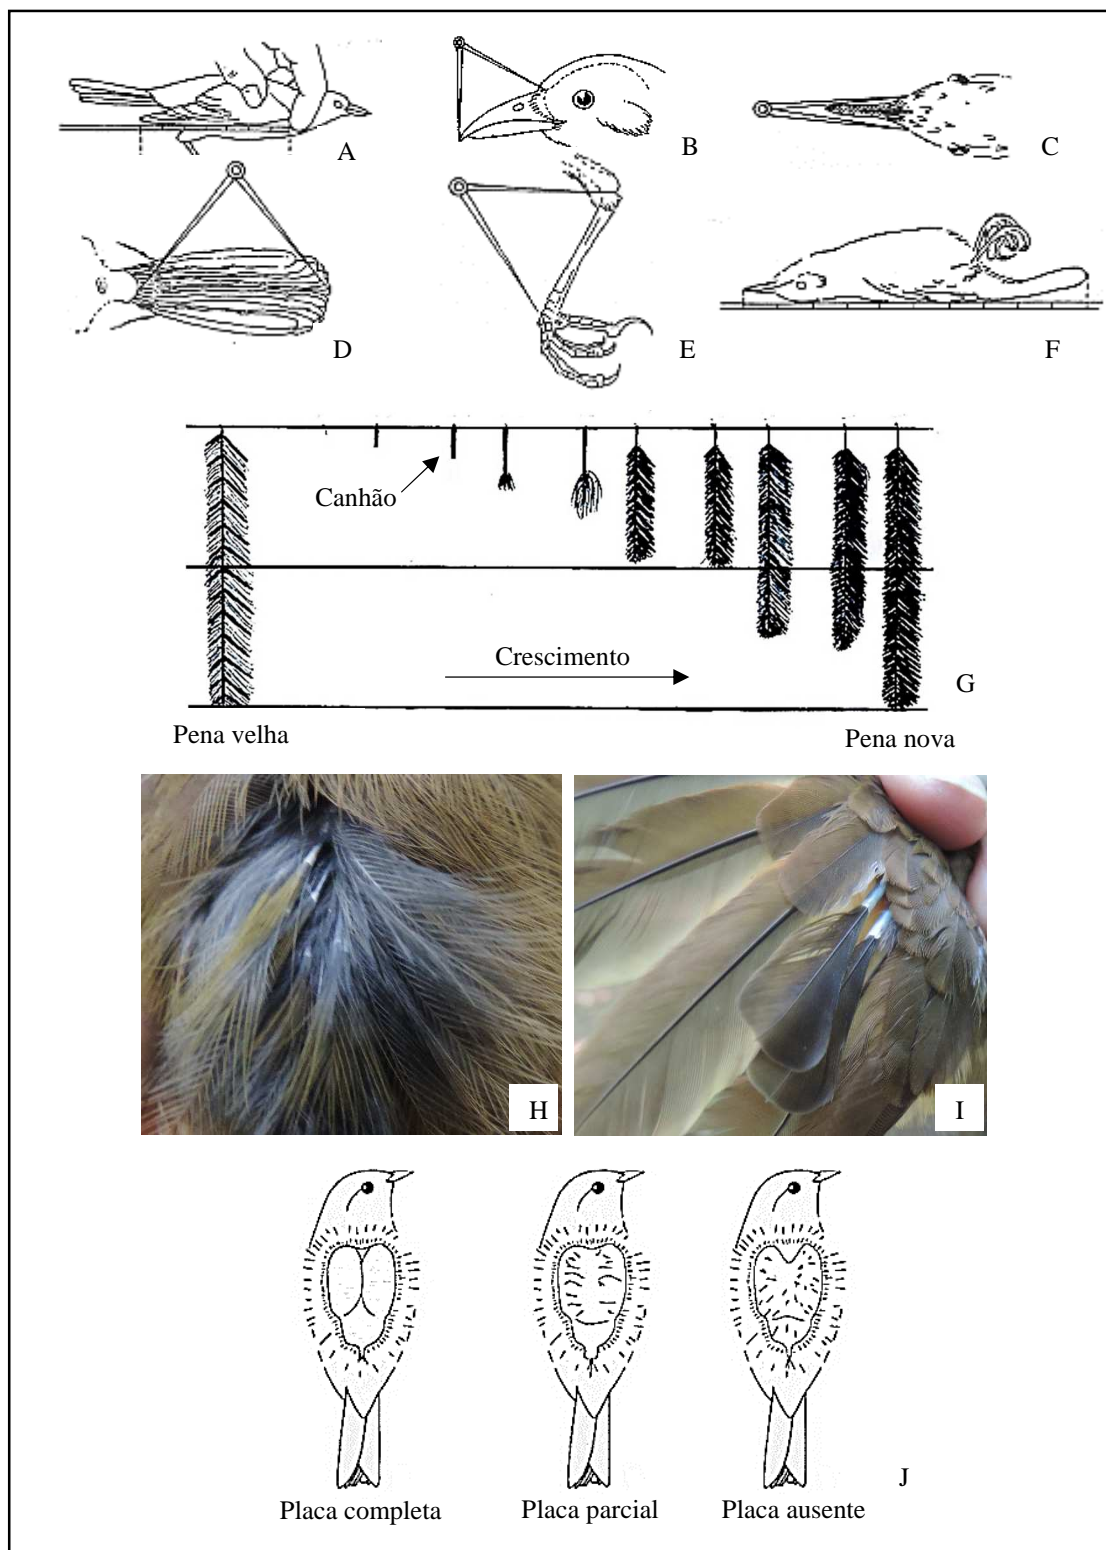 A
B
C
D
E
F
Canhão
Crescimento
G
Pena velha
Pena nova
H
I
J
Placa completa
Placa parcial
Placa ausente